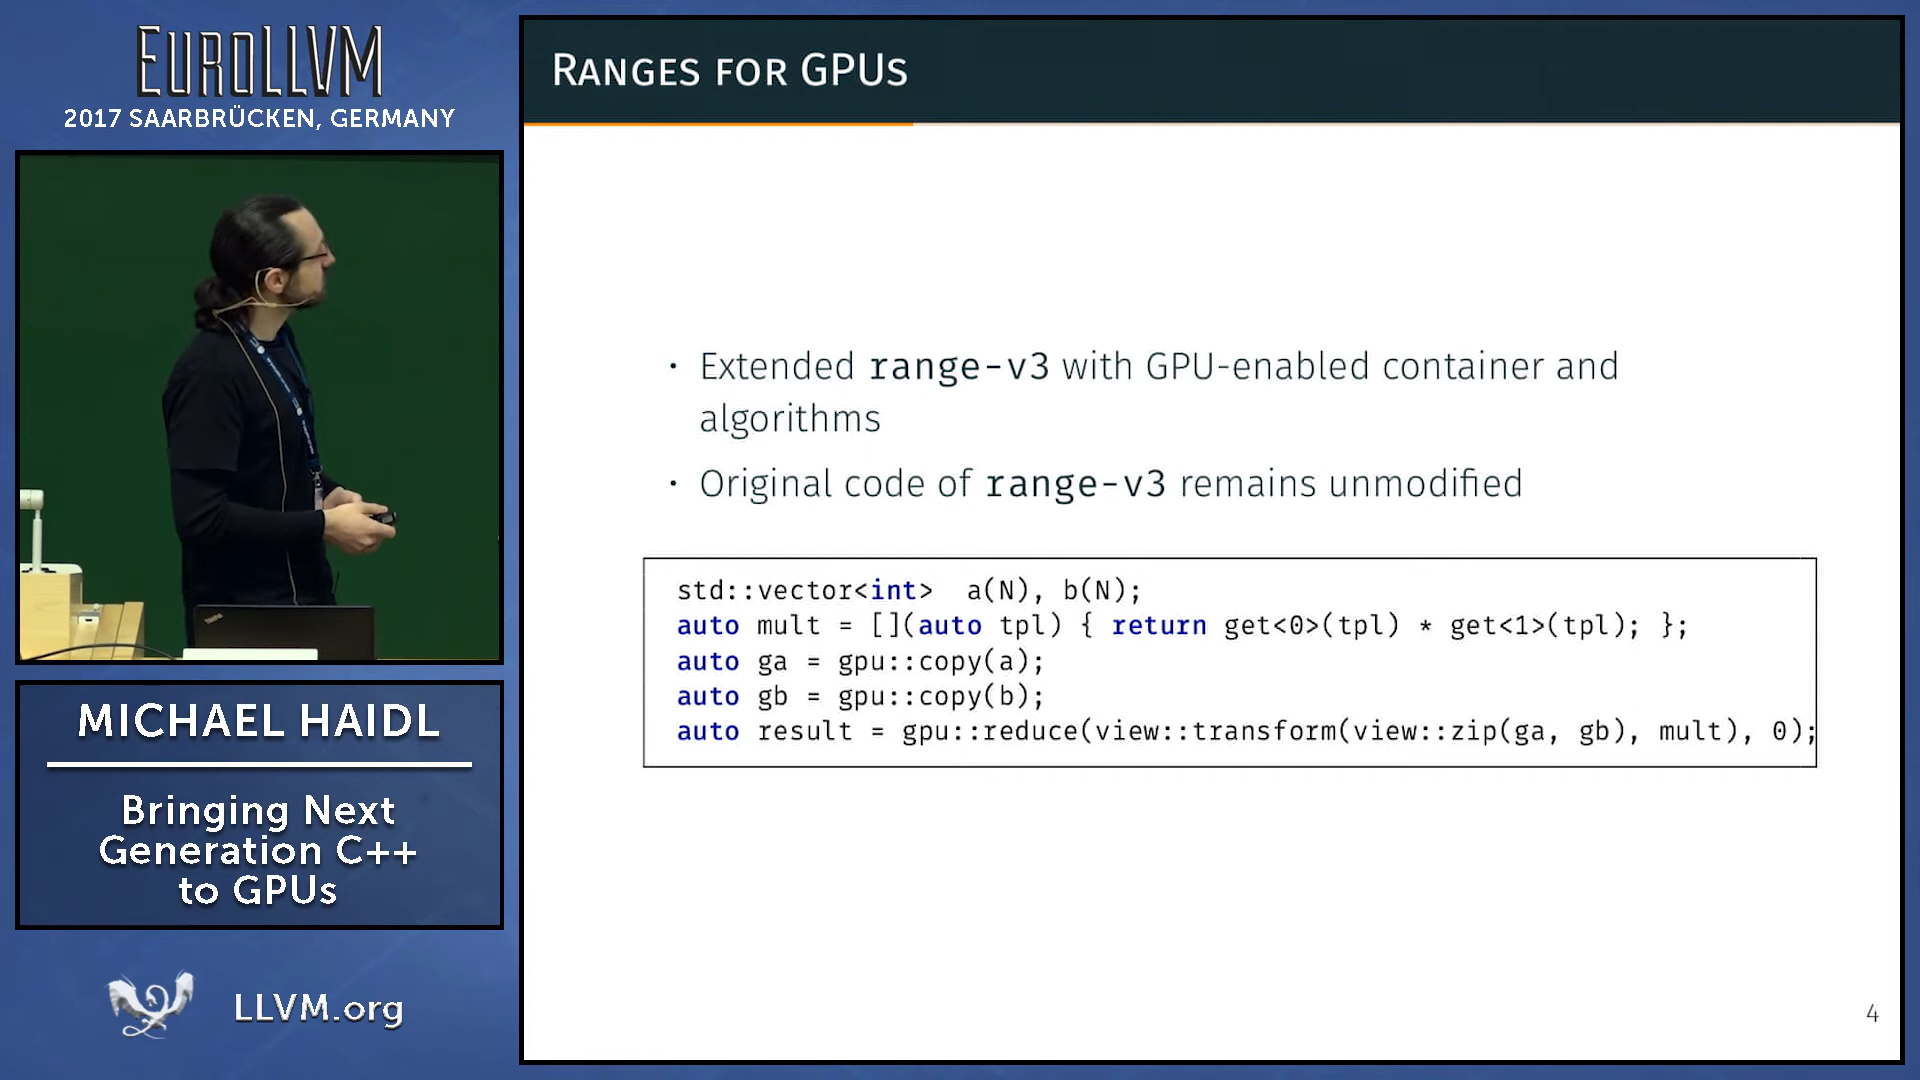 EUROLLVM
2017 SAARBRÜCKEN, GERMANY
MICHAEL HAIDL
Bringing Next
Generation C++
to GPUs
LLVM.org
RANGES FOR GPUS
· Extended range-v3 with GPU-enabled container and
algorithms
· Original code of range-v3 remains unmodified
std::vector<int>  a(N), b(N);
auto mult = [](auto tpl) { return get<0>(tpl) * get<1>(tpl); };
auto ga = gpu::copy(a);
auto gb = gpu::copy(b);
auto result = gpu::reduce(view::transform(view::zip(ga, gb), mult), 0);
4